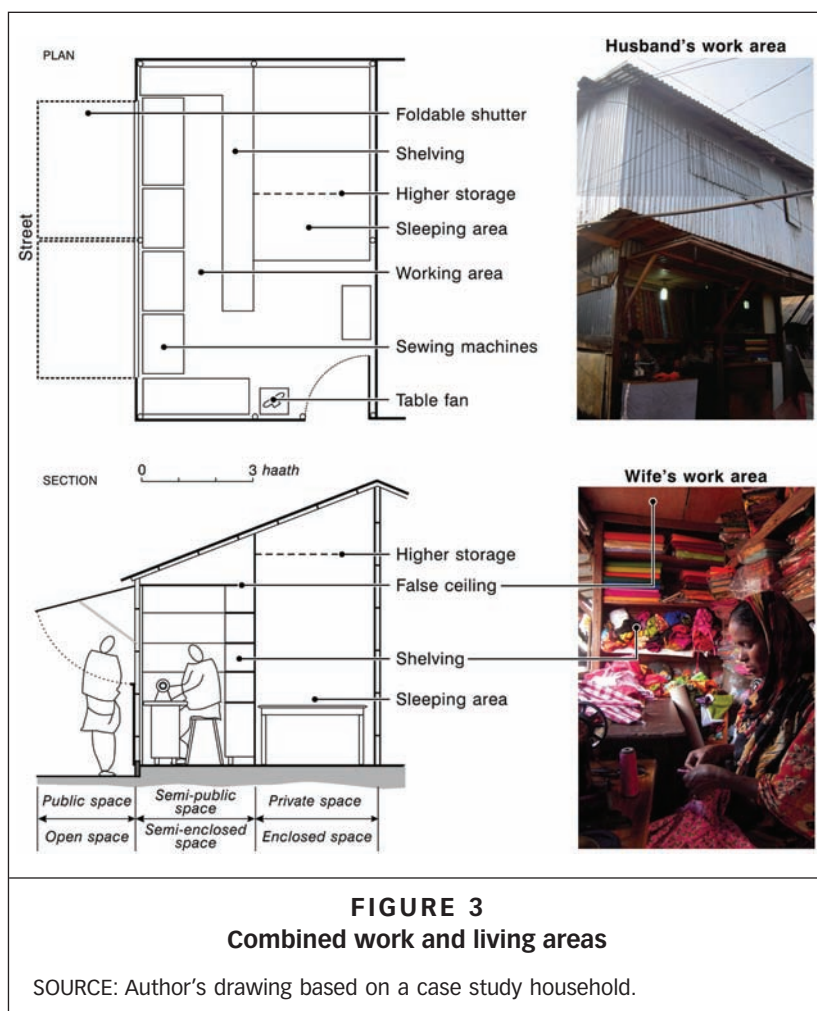 PLAN
Husband's work area
Foldable shutter
Shelving
Higher storage
Sleeping area
Working area
Sewing machines
Table fan
Street
SECTION
0 3 haath
Wife's work area
Higher storage
False ceiling
Shelving
Sleeping area
Public space
Semi-public
space
Private space
Open space
Semi-enclosed
space
Enclosed space
FIGURE 3
Combined work and living areas
SOURCE: Author's drawing based on a case study household.